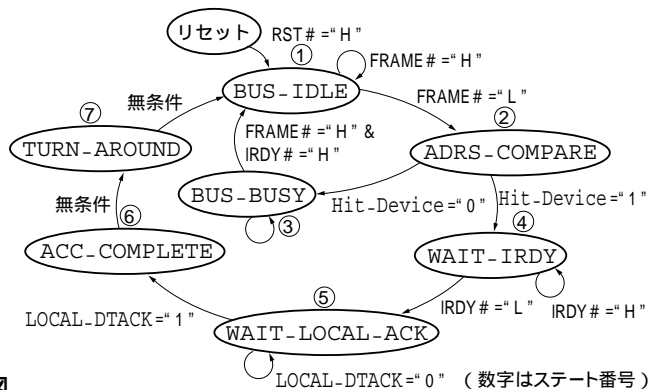 リセット
RST#="H"
①
FRAME#="H"
BUS-IDLE
無条件
FRAME#="L"
⑦
②
TURN-AROUND
FRAME#="H" &
IRDY#="H"
ADRS-COMPARE
BUS-BUSY
③
Hit-Device="0"
Hit-Device="1"
無条件
⑥
④
ACC-COMPLETE
WAIT-IRDY
⑤
IRDY#="L"
IRDY#="H"
LOCAL-DTACK="1"
WAIT-LOCAL-ACK
LOCAL-DTACK="0"
(数字はステート番号)